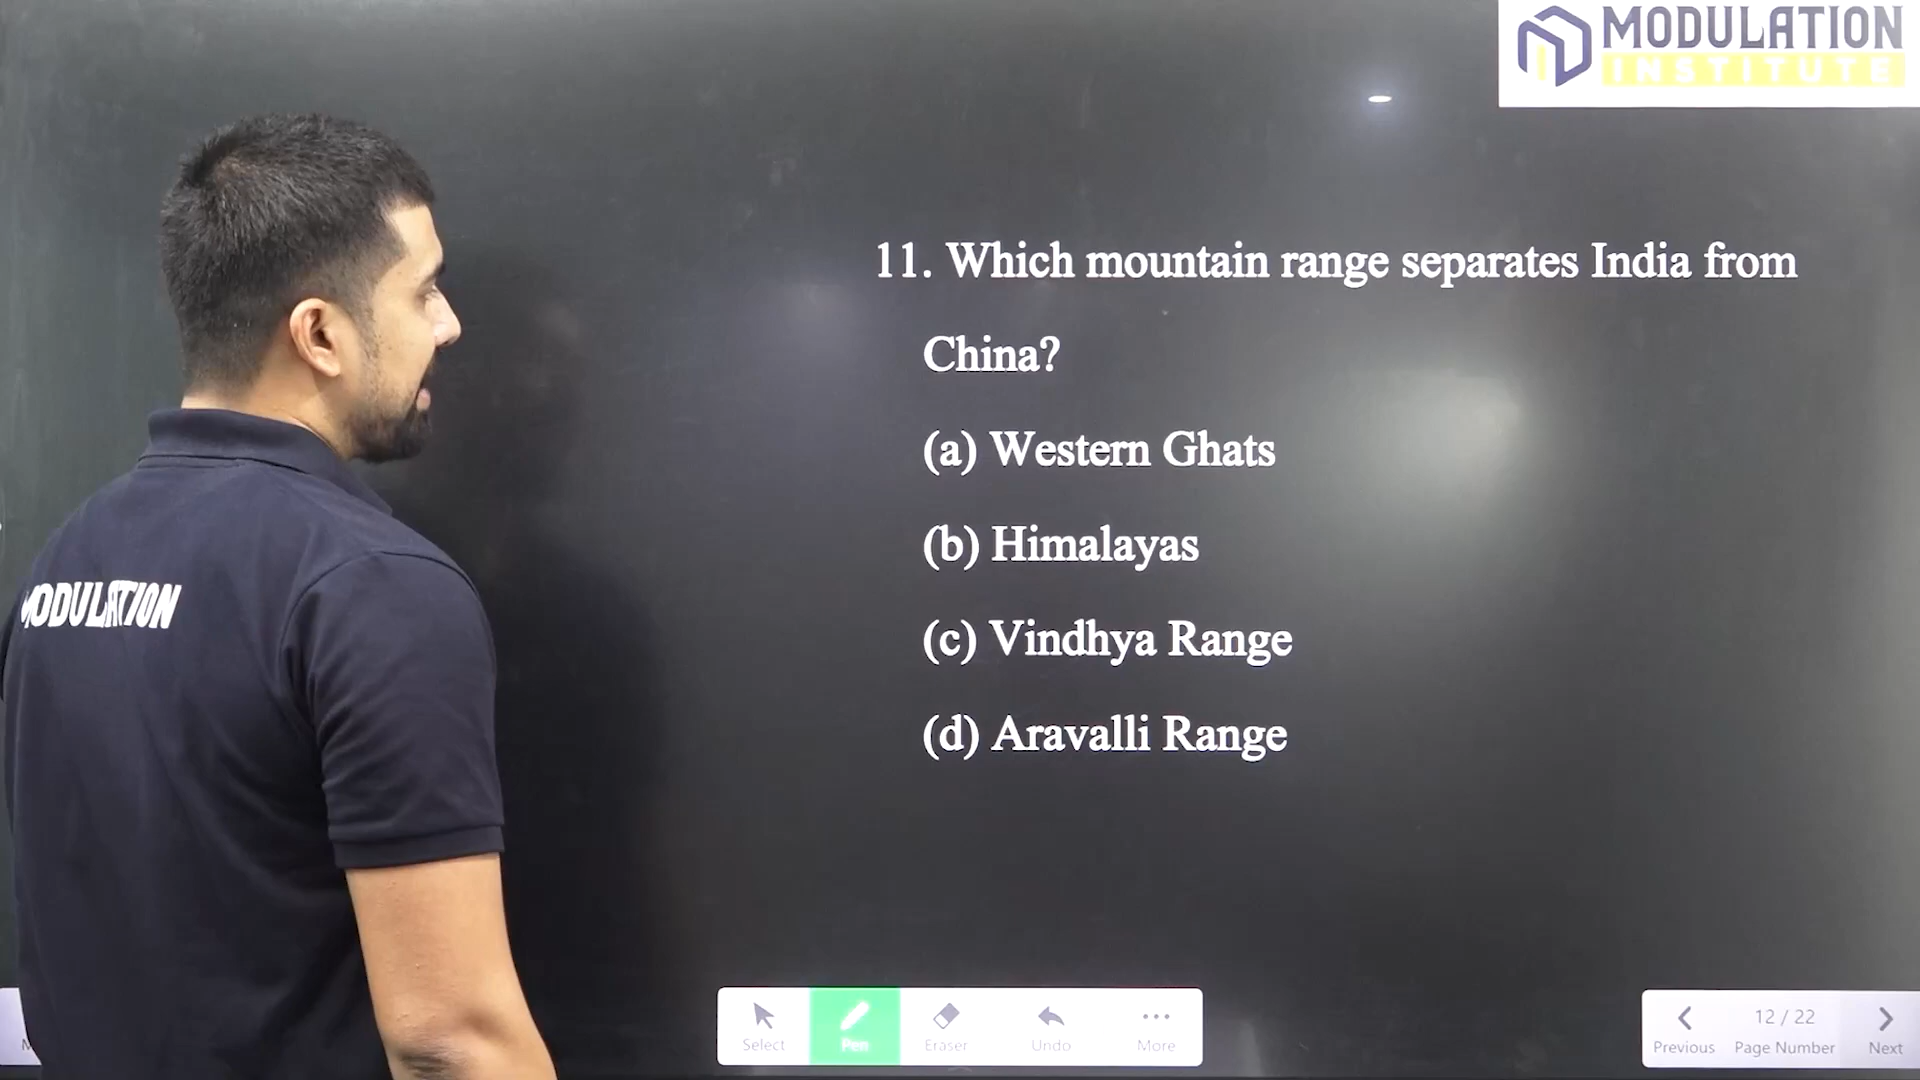 MODULATION
INSTITUTE
11. Which mountain range separates India from
China?
(a) Western Ghats
(b) Himalayas
(c) Vindhya Range
(d) Aravalli Range
MODULATION
Select
Pen
Eraser
Undo
More
12 / 22
Previous
Page Number
Next